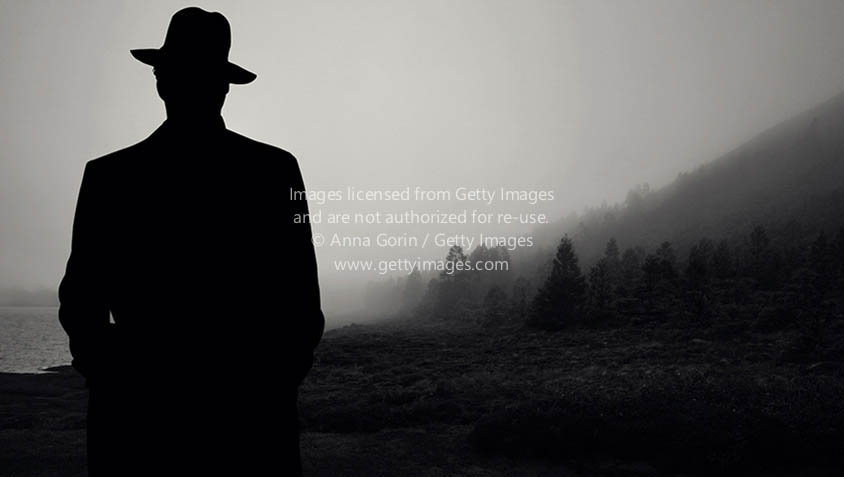 Images licensed from Getty Images
and are not authorized for re-use.
© Anna Gorin / Getty Images
www.gettyimages.com